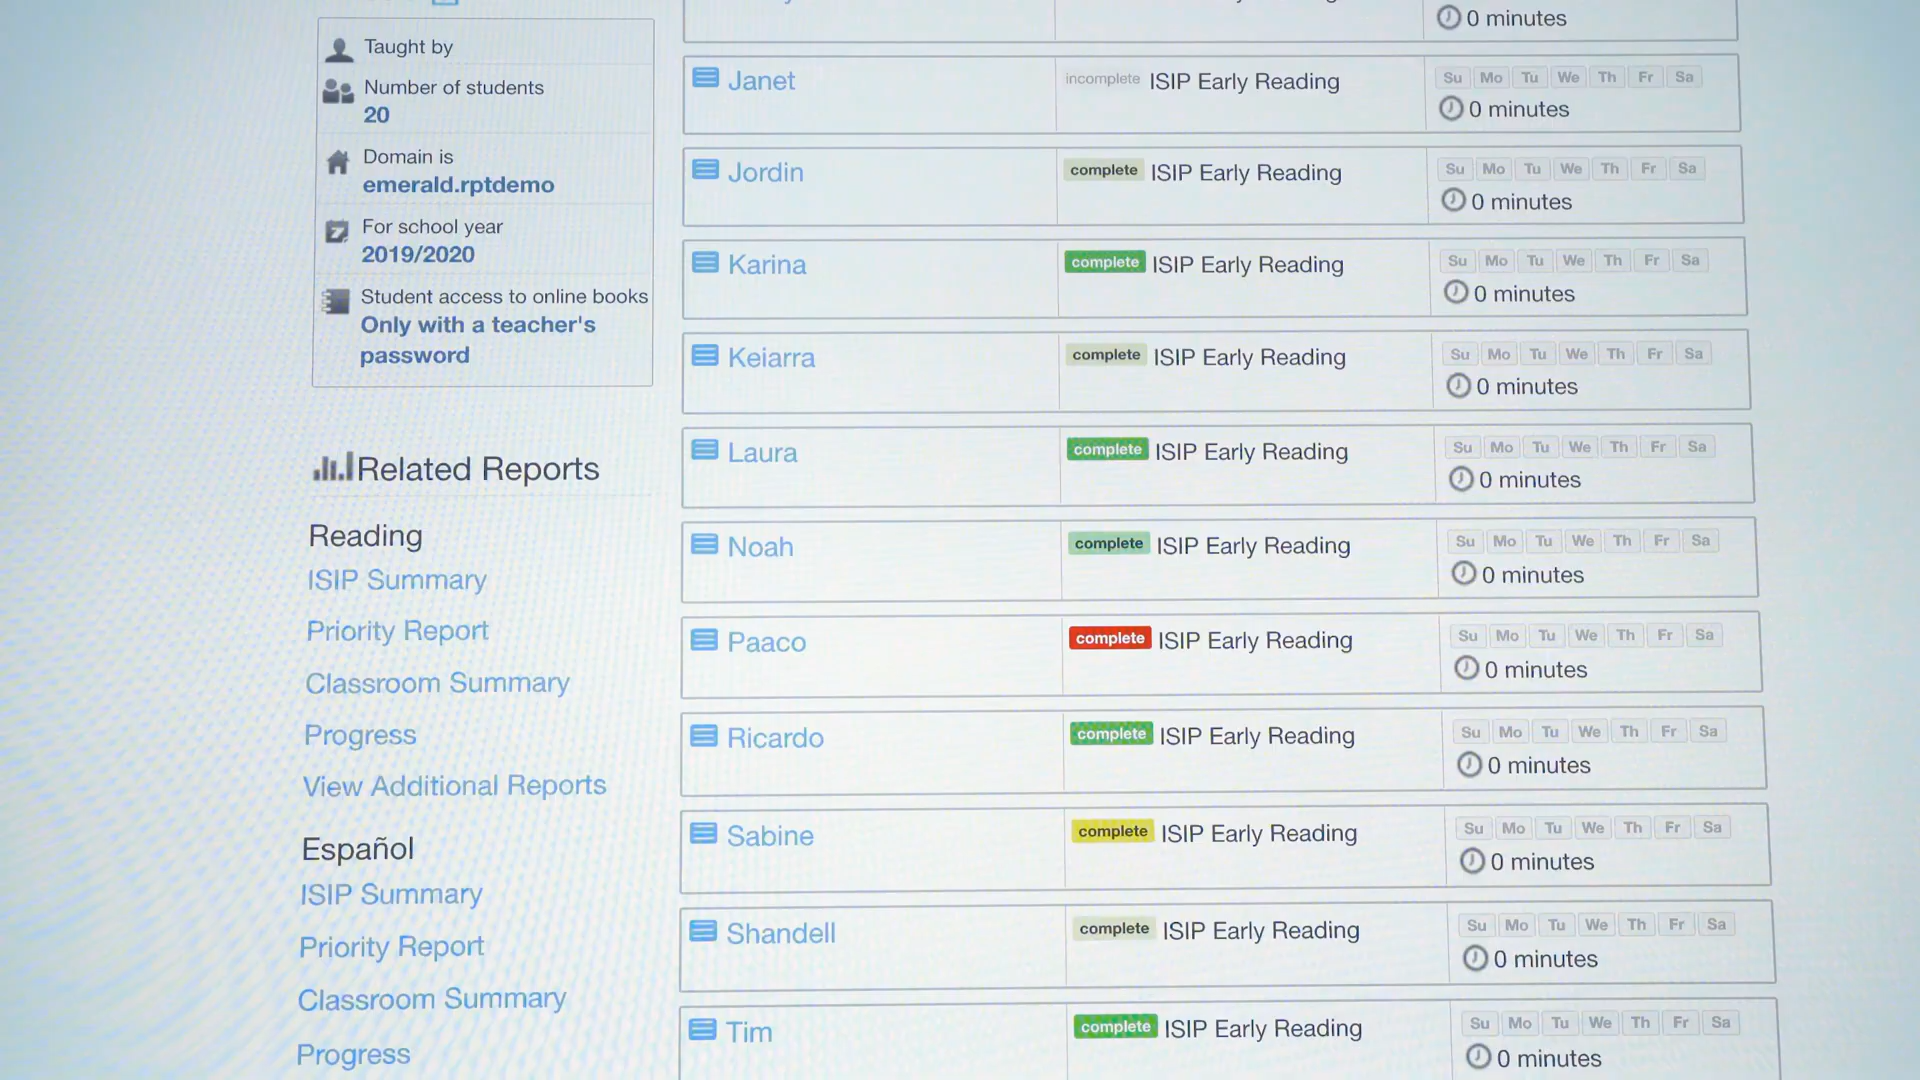 Taught by
Number of students
20
Domain is
emerald.rptdemo
For school year
2019/2020
Student access to online books
Only with a teacher's
password
Related Reports
Reading
ISIP Summary
Priority Report
Classroom Summary
Progress
View Additional Reports
Español
ISIP Summary
Priority Report
Classroom Summary
Progress
0 minutes
Janet incomplete ISIP Early Reading Su Mo Tu We Th Fr Sa
0 minutes
Jordin complete ISIP Early Reading Su Mo Tu We Th Fr Sa
0 minutes
Karina complete ISIP Early Reading Su Mo Tu We Th Fr Sa
0 minutes
Keiarra complete ISIP Early Reading Su Mo Tu We Th Fr Sa
0 minutes
Laura complete ISIP Early Reading Su Mo Tu We Th Fr Sa
0 minutes
Noah complete ISIP Early Reading Su Mo Tu We Th Fr Sa
0 minutes
Paaco complete ISIP Early Reading Su Mo Tu We Th Fr Sa
0 minutes
Ricardo complete ISIP Early Reading Su Mo Tu We Th Fr Sa
0 minutes
Sabine complete ISIP Early Reading Su Mo Tu We Th Fr Sa
0 minutes
Shandell complete ISIP Early Reading Su Mo Tu We Th Fr Sa
0 minutes
Tim complete ISIP Early Reading Su Mo Tu We Th Fr Sa
0 minutes